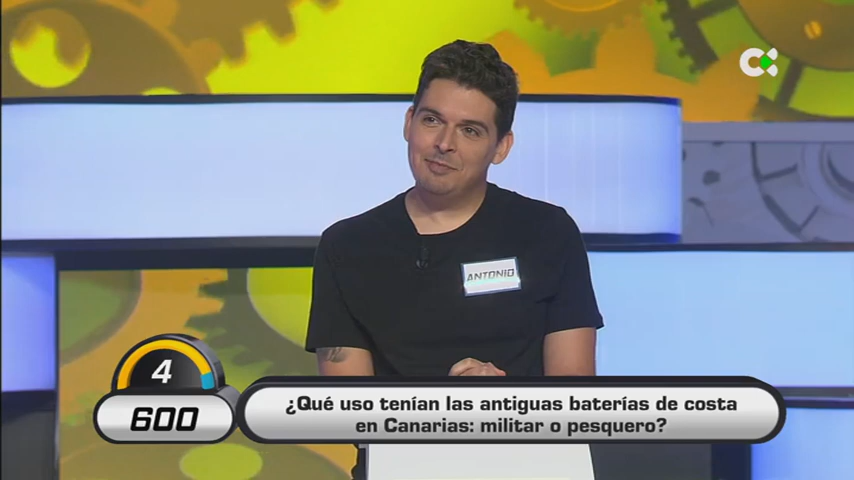 ANTONIO
4
600
¿Qué uso tenían las antiguas baterías de costa
en Canarias: militar o pesquero?